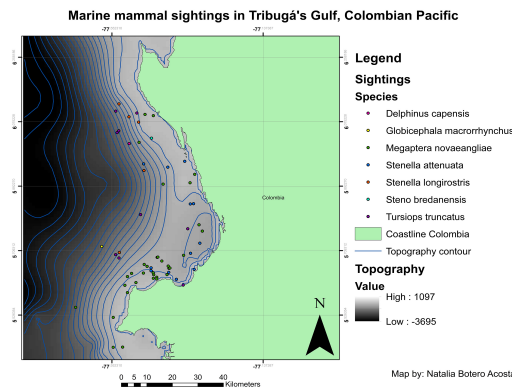 Marine mammal sightings in Tribugá's Gulf, Colombian Pacific
-77
-77
Legend
Sightings
Species
Delphinus capensis
Globicephala macrorrhynchus
Megaptera novaeangliae
Stenella attenuata
Stenella longirostris
Steno bredanensis
Tursiops truncatus
Coastline Colombia
Topography contour
Colombia
Topography
Value
High : 1097
Low : -3695
N
-77
-77
0 5 10 20 30 40
Kilometers
Map by: Natalia Botero Acosta